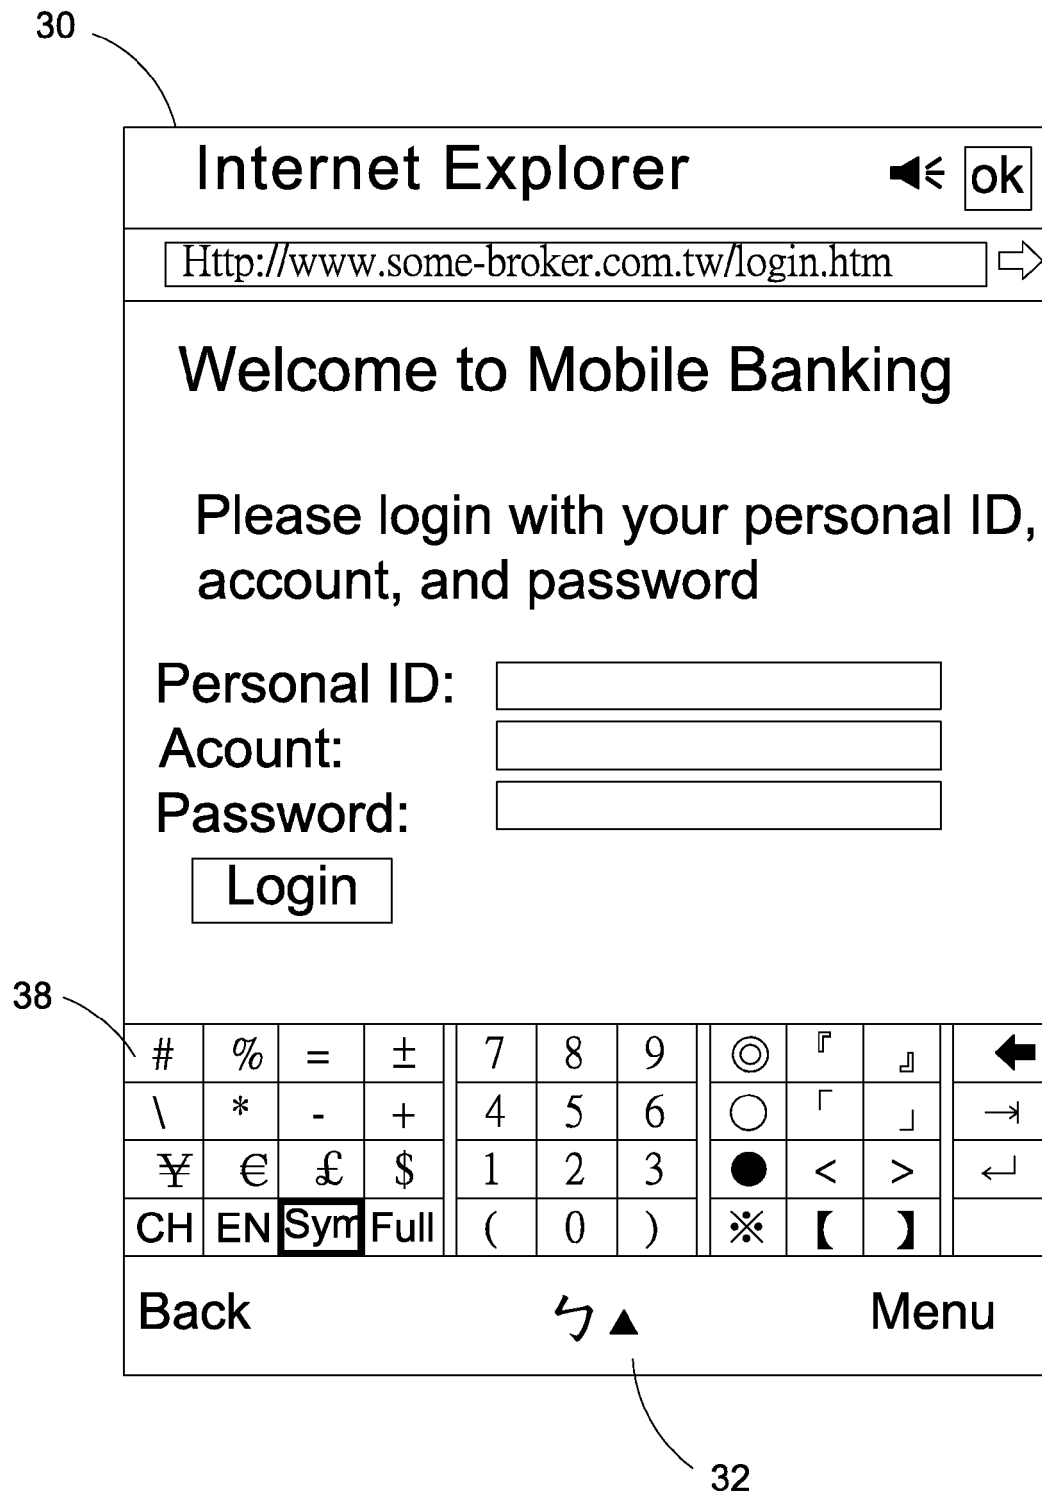 30
Internet Explorer ok
Http://www.some-broker.com.tw/login.htm
Welcome to Mobile Banking
Please login with your personal ID,
account, and password
Personal ID:
Acount:
Password:
Login
38
# % = ± 7 8 9 ◎ 『 』
\ * - + 4 5 6 ○ 「 」
¥ € £ $ 1 2 3 ● < >
CH EN Sym Full ( 0 ) ※ 【 】
Back ㄅ▲ Menu
32